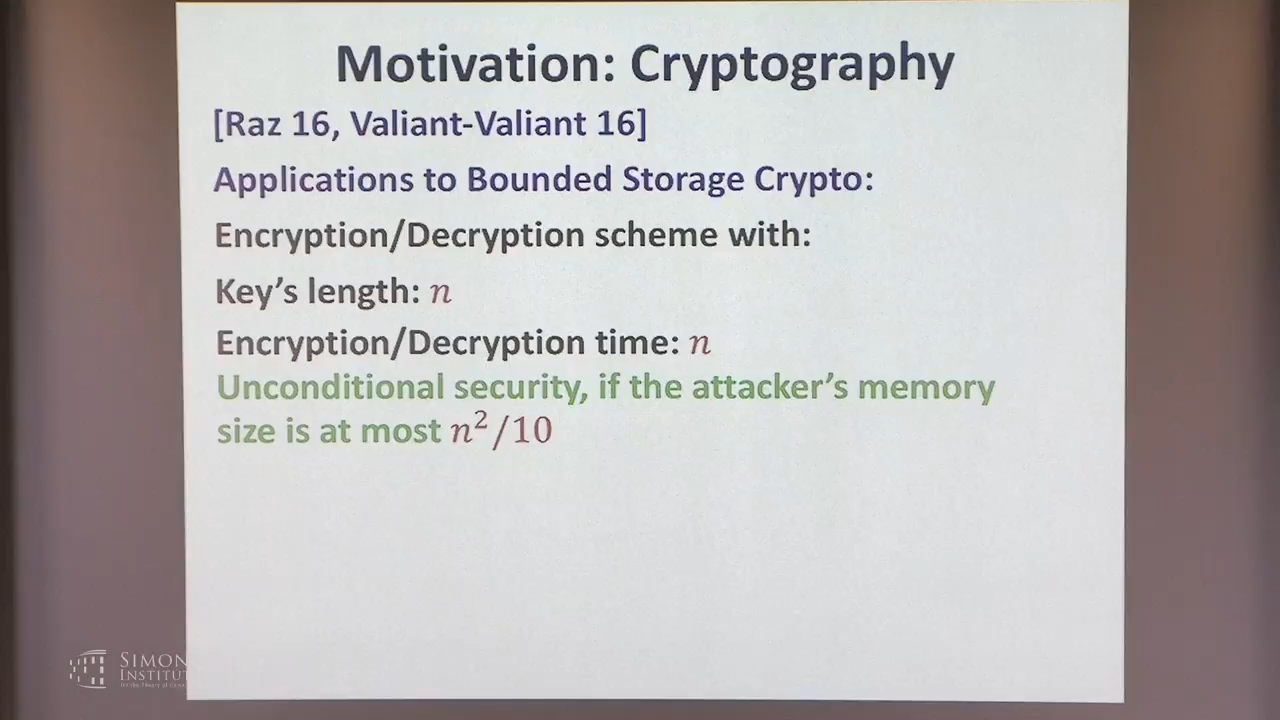 Motivation: Cryptography
[Raz 16, Valiant-Valiant 16]
Applications to Bounded Storage Crypto:
Encryption/Decryption scheme with:
Key's length: n
Encryption/Decryption time: n
Unconditional security, if the attacker's memory
size is at most n²/10